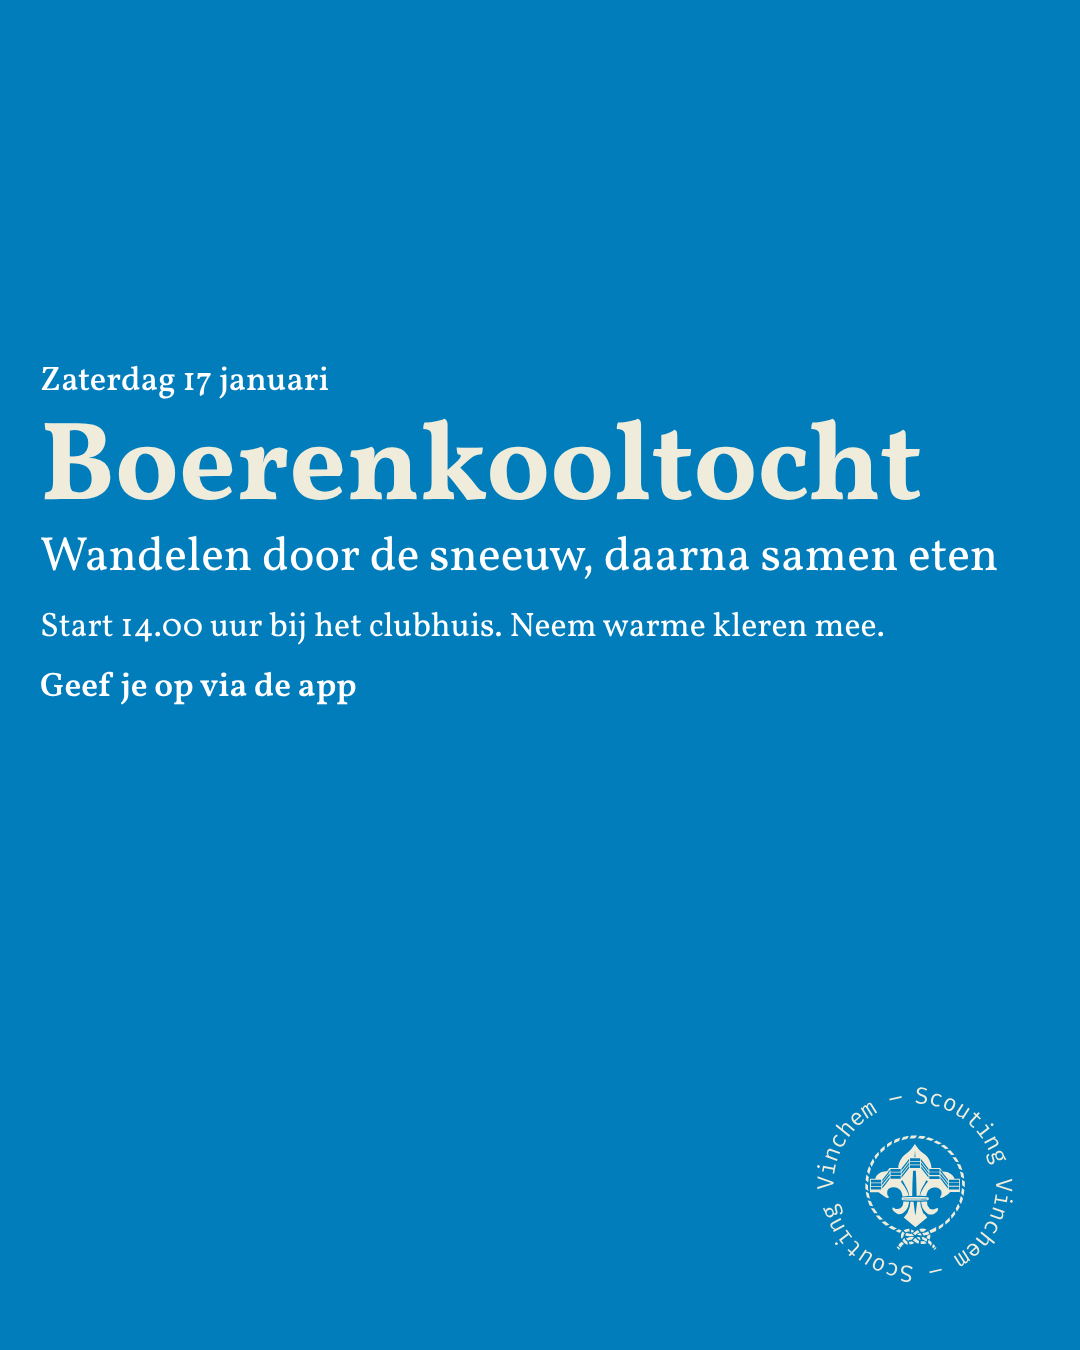 Zaterdag 17 januari
Boerenkooltocht
Wandelen door de sneeuw, daarna samen eten
Start 14.00 uur bij het clubhuis. Neem warme kleren mee.
Geef je op via de app
Scouting Vinchem – Scouting Vinchem –